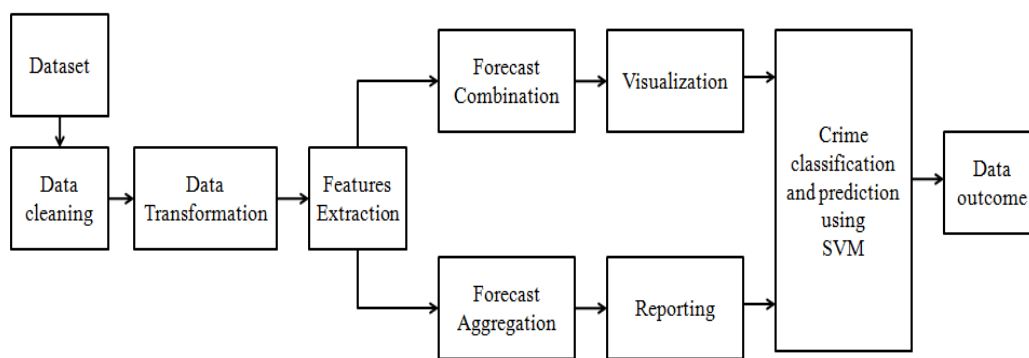 Dataset
Data
cleaning
Data
Transformation
Features
Extraction
Forecast
Combination
Visualization
Forecast
Aggregation
Reporting
Crime
classification
and prediction
using
SVM
Data
outcome